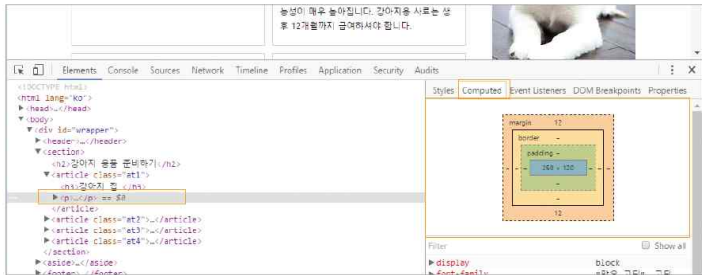 능성이 매우 높아집니다. 강아지용 사료는 생
후 12개월까지 급여하셔야 합니다.
Elements Console Sources Network Timeline Profiles Application Security Audits
<!DOCTYPE html>
<html lang="ko">
▶<head>…</head>
▼<body>
▼<div id="wrapper">
▶<header>…</header>
▼<section>
<h2>강아지 용품 준비하기</h2>
▼<article class="at1">
<h3>강아지 집 </h3>
▶<p>…</p> == $0
</article>
▶<article class="at2">…</article>
▶<article class="at3">…</article>
▶<article class="at4">…</article>
</section>
▶<aside>…</aside>
▶<footer>…</footer>
Styles Computed Event Listeners DOM Breakpoints Properties
margin 12
border -
padding -
258 × 120
-
-
12
Filter Show all
▶display block
▶font-family